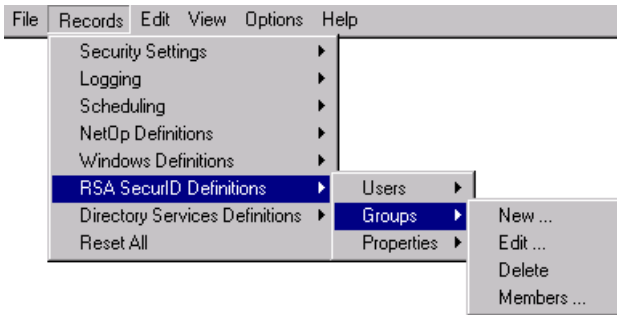 File Records Edit View Options Help
Security Settings
Logging
Scheduling
NetOp Definitions
Windows Definitions
RSA SecurID Definitions Users
Directory Services Definitions Groups New ...
Reset All Properties Edit ...
Delete
Members ...